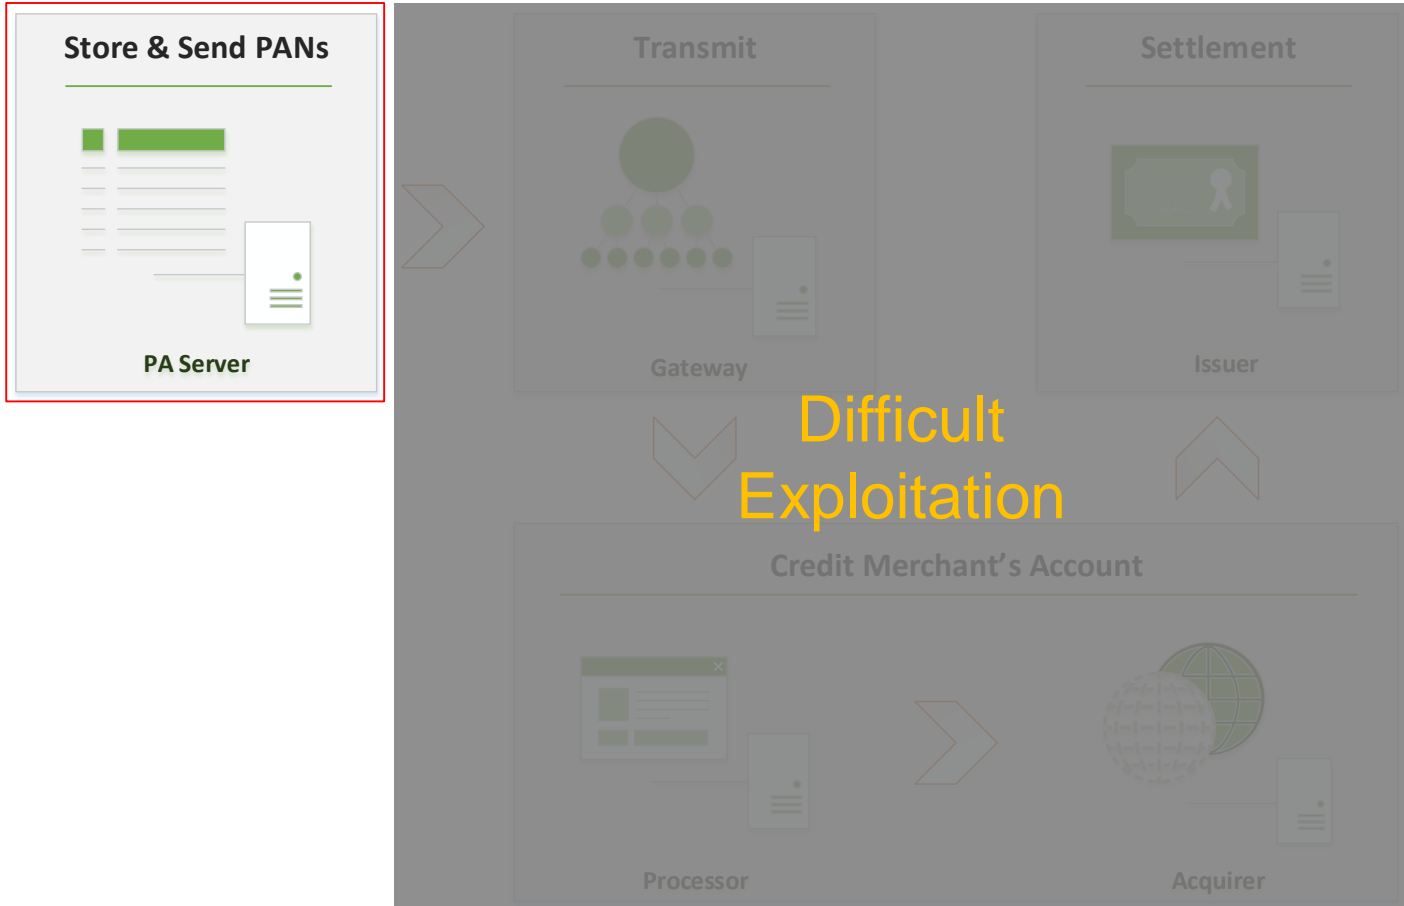 Store & Send PANs
PA Server
Transmit
Gateway
Settlement
Issuer
Difficult
Exploitation
Credit Merchant's Account
Processor
Acquirer